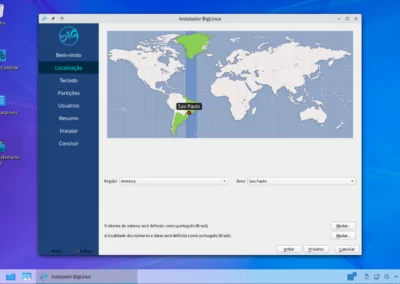 Instalador BigLinux
BIG
Bem-vindo
Localização
Teclado
Partições
Usuários
Resumo
Instalar
Concluir
Sao Paulo
Região: America
Área: Sao Paulo
O idioma do sistema será definido como português (Brasil).
Mudar
A localidade dos números e datas será definida como português (Brasil).
Mudar
Voltar
Próximo
Cancelar
Instalador BigLinux